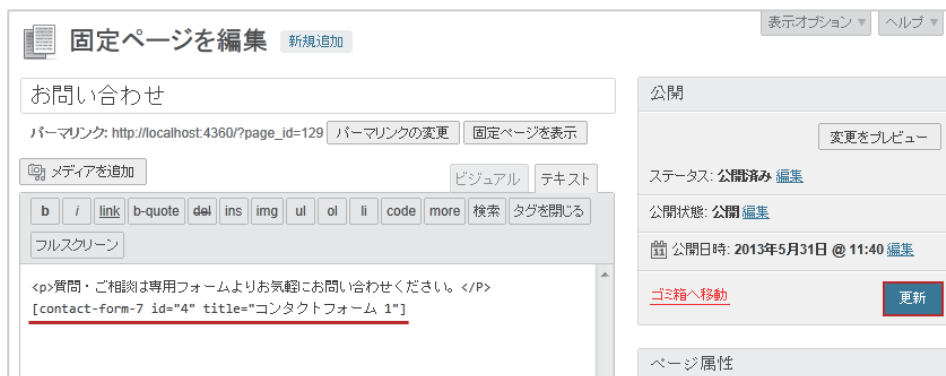 表示オプション ▼ ヘルプ ▼
固定ページを編集 新規追加
お問い合わせ
パーマリンク: http://localhost:4360/?page_id=129 パーマリンクの変更 固定ページを表示
メディアを追加
ビジュアル テキスト
b i link b-quote del ins img ul ol li code more 検索 タグを閉じる
フルスクリーン
<p>質問・ご相談は専用フォームよりお気軽にお問い合わせください。</P>
[contact-form-7 id="4" title="コンタクトフォーム 1"]
公開
変更をプレビュー
ステータス: 公開済み 編集
公開状態: 公開 編集
11 公開日時: 2013年5月31日 @ 11:40 編集
ゴミ箱へ移動 更新
ページ属性